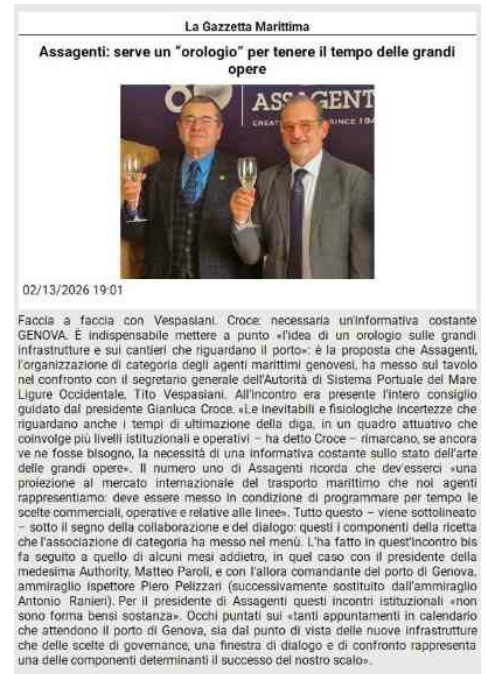 La Gazzetta Marittima
Assagenti: serve un “orologio” per tenere il tempo delle grandi
opere
80
ASSAGENTI
SINCE 194
02/13/2026 19:01
Faccia a faccia con Vespasiani. Croce: necessaria un'informativa costante
GENOVA. È indispensabile mettere a punto «l'idea di un orologio sulle grandi
infrastrutture e sui cantieri che riguardano il porto»: è la proposta che Assagenti,
l'organizzazione di categoria degli agenti marittimi genovesi, ha messo sul tavolo
nel confronto con il segretario generale dell'Autorità di Sistema Portuale del Mare
Ligure Occidentale, Tito Vespasiani. All'incontro era presente l'intero consiglio
guidato dal presidente Gianluca Croce. «Le inevitabili e fisiologiche incertezze che
riguardano anche i tempi di ultimazione della diga, in un quadro attuativo che
coinvolge più livelli istituzionali e operativi – ha detto Croce – rimarcano, se ancora
ve ne fosse bisogno, la necessità di una informativa costante sullo stato dell'arte
delle grandi opere». Il numero uno di Assagenti ricorda che dev'esserci «una
proiezione al mercato internazionale del trasporto marittimo che noi agenti
rappresentiamo: deve essere messo in condizione di programmare per tempo le
scelte commerciali, operative e relative alle linee». Tutto questo – viene sottolineato
– sotto il segno della collaborazione e del dialogo: questi i componenti della ricetta
che l'associazione di categoria ha messo nel menù. L'ha fatto in quest'incontro bis
fa seguito a quello di alcuni mesi addietro, in quel caso con il presidente della
medesima Authority, Matteo Paroli, e con l'allora comandante del porto di Genova,
ammiraglio ispettore Piero Pelizzari (successivamente sostituito dall'ammiraglio
Antonio Ranieri). Per il presidente di Assagenti questi incontri istituzionali «non
sono forma bensì sostanza». Occhi puntati sui «tanti appuntamenti in calendario
che attendono il porto di Genova, sia dal punto di vista delle nuove infrastrutture
che delle scelte di governance, una finestra di dialogo e di confronto rappresenta
una delle componenti determinanti il successo del nostro scalo».